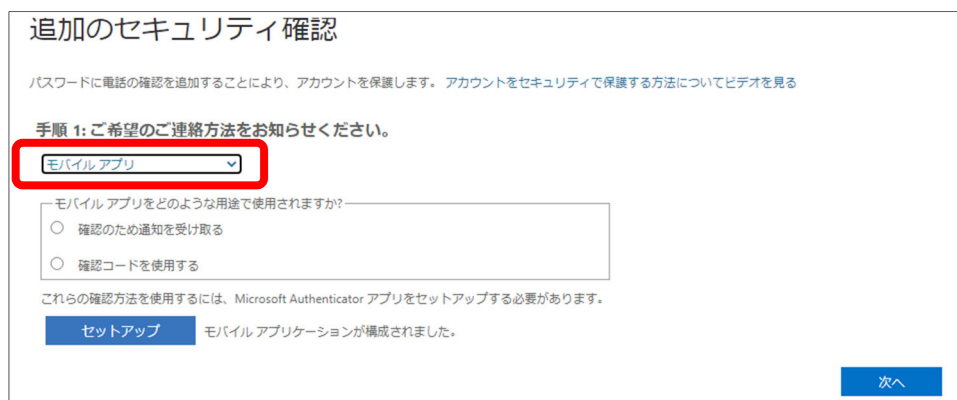 追加のセキュリティ確認
パスワードに電話の確認を追加することにより、アカウントを保護します。 アカウントをセキュリティで保護する方法についてビデオを見る
手順 1: ご希望のご連絡方法をお知らせください。
モバイル アプリ
モバイル アプリをどのような用途で使用されますか?
確認のため通知を受け取る
確認コードを使用する
これらの確認方法を使用するには、Microsoft Authenticator アプリをセットアップする必要があります。
セットアップ モバイル アプリケーションが構成されました。
次へ